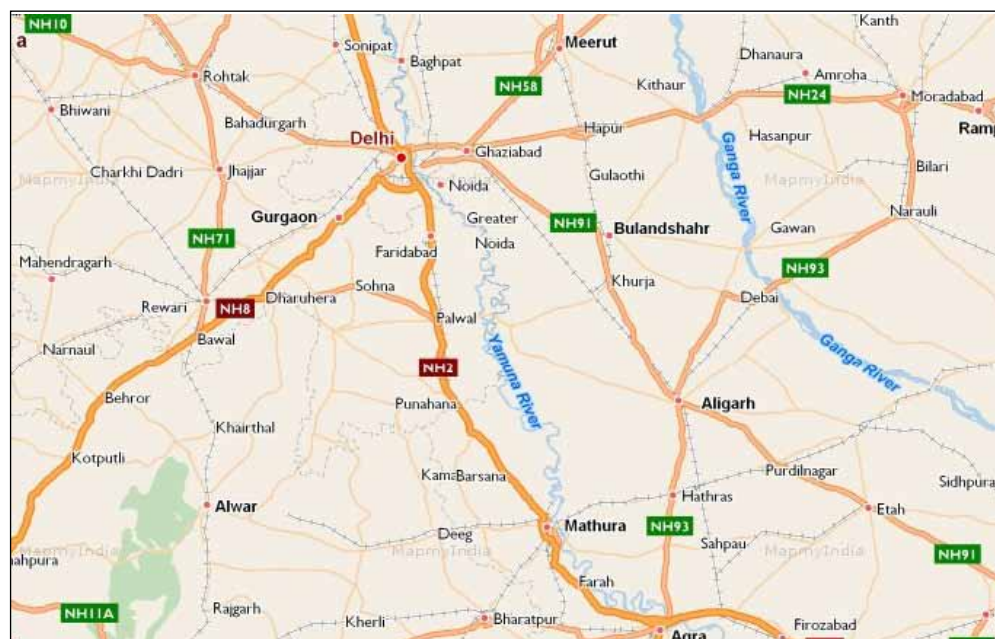 NH10
a
Sonipat
Baghpat
Meerut
Kanth
Dhanaura
Amroha
Rohtak
Kithaur
NH58
NH24
Moradabad
Bhiwani
Bahadurgarh
Delhi
Hapur
Hasanpur
Ramp
Ghaziabad
Charkhi Dadri
Jhajjar
MapmyIndia
MapmyIndia
MapmyIndia
Noida
Gulaothi
Ganga River
Bilari
Gurgaon
Greater
Noida
NH91
Bulandshahr
Gawan
Narauli
NH71
Faridabad
Mahendragarh
Khurja
NH93
Rewari
NH8
Dharuhera
Sohna
Debai
Palwal
Bawal
Narnaul
NH2
Yamuna River
Ganga River
Behror
Punahana
Aligarh
Khairthal
Kotputli
Kama
Barsana
Purdilnagar
Sidhpura
Alwar
Hathras
Etah
Mathura
Deeg
NH93
Sahpau
MapmyIndia
MapmyIndia
MapmyIndia
NH91
ahpura
Farah
NH11A
Rajgarh
Kherli
Bharatpur
Agra
Firozabad